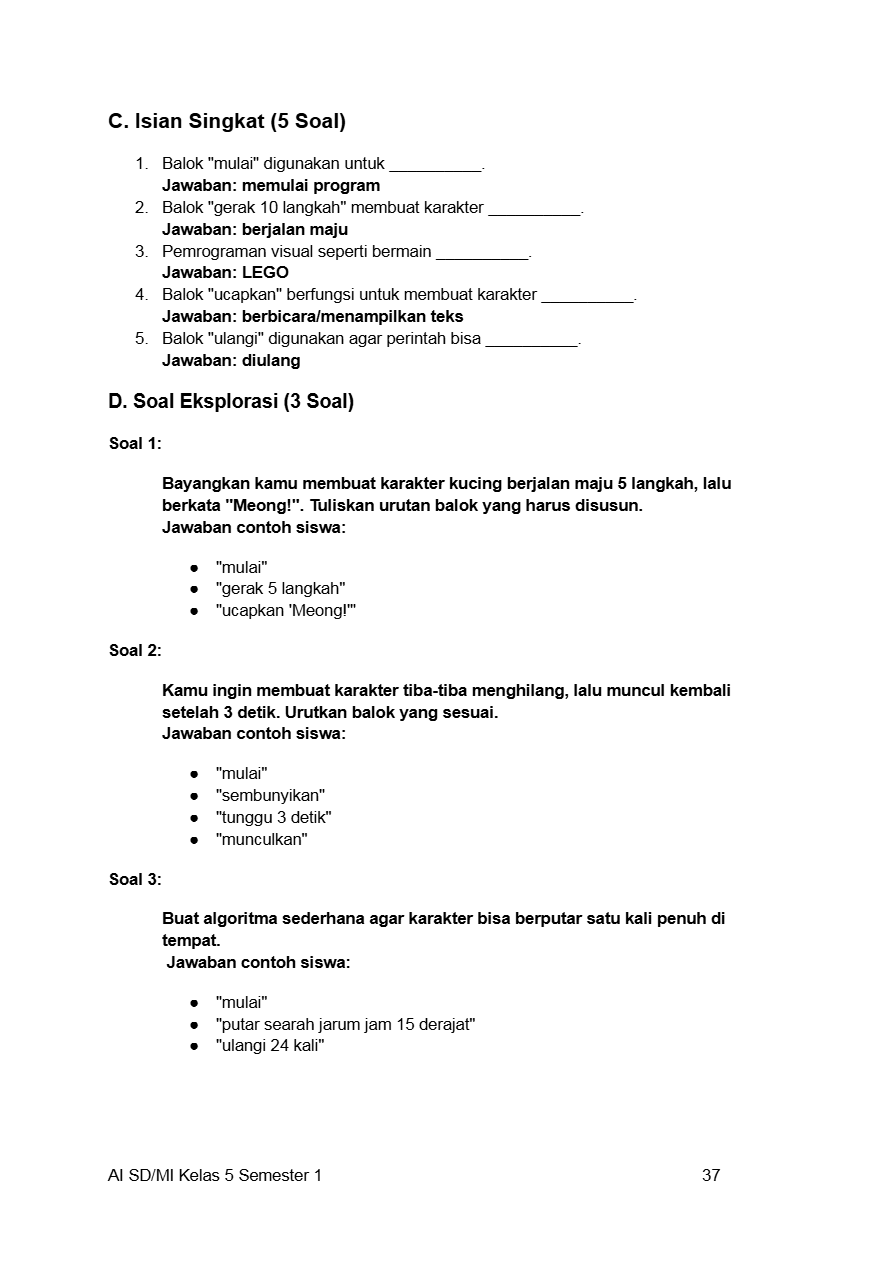 C. Isian Singkat (5 Soal)
1. Balok "mulai" digunakan untuk __________.
Jawaban: memulai program
2. Balok "gerak 10 langkah" membuat karakter __________.
Jawaban: berjalan maju
3. Pemrograman visual seperti bermain __________.
Jawaban: LEGO
4. Balok "ucapkan" berfungsi untuk membuat karakter __________.
Jawaban: berbicara/menampilkan teks
5. Balok "ulangi" digunakan agar perintah bisa __________.
Jawaban: diulang
D. Soal Eksplorasi (3 Soal)
Soal 1:
Bayangkan kamu membuat karakter kucing berjalan maju 5 langkah, lalu
berkata "Meong!". Tuliskan urutan balok yang harus disusun.
Jawaban contoh siswa:
● "mulai"
● "gerak 5 langkah"
● "ucapkan 'Meong!'"
Soal 2:
Kamu ingin membuat karakter tiba-tiba menghilang, lalu muncul kembali
setelah 3 detik. Urutkan balok yang sesuai.
Jawaban contoh siswa:
● "mulai"
● "sembunyikan"
● "tunggu 3 detik"
● "munculkan"
Soal 3:
Buat algoritma sederhana agar karakter bisa berputar satu kali penuh di
tempat.
Jawaban contoh siswa:
● "mulai"
● "putar searah jarum jam 15 derajat"
● "ulangi 24 kali"
AI SD/MI Kelas 5 Semester 1 37